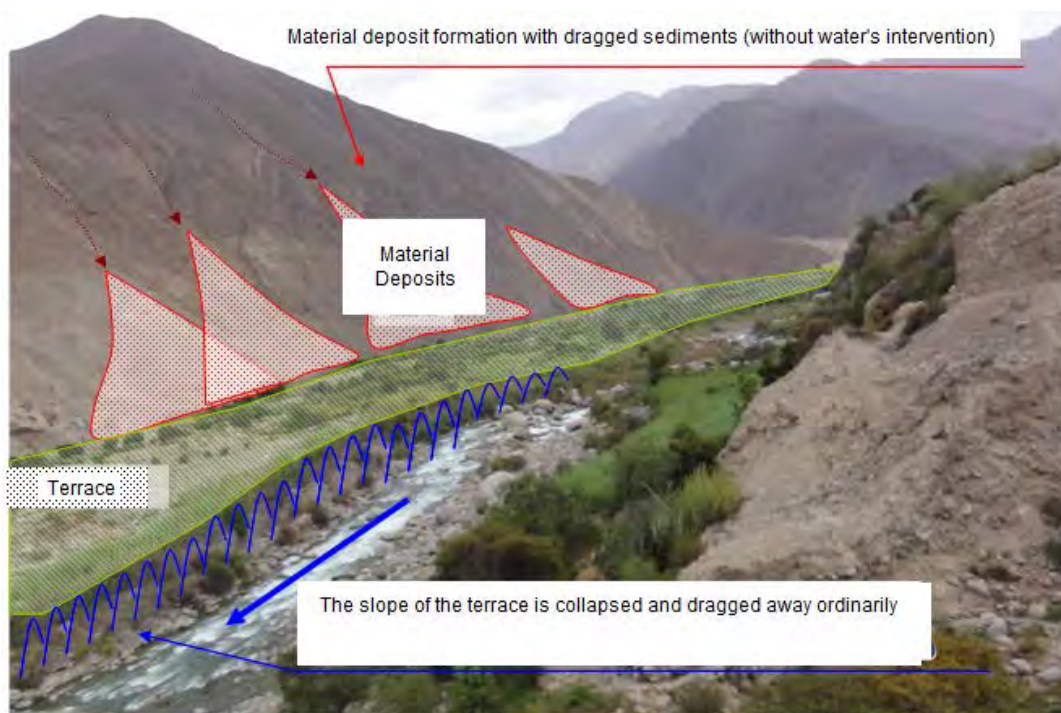 Material deposit formation with dragged sediments (without water's intervention)
Material
Deposits
Terrace
The slope of the terrace is collapsed and dragged away ordinarily